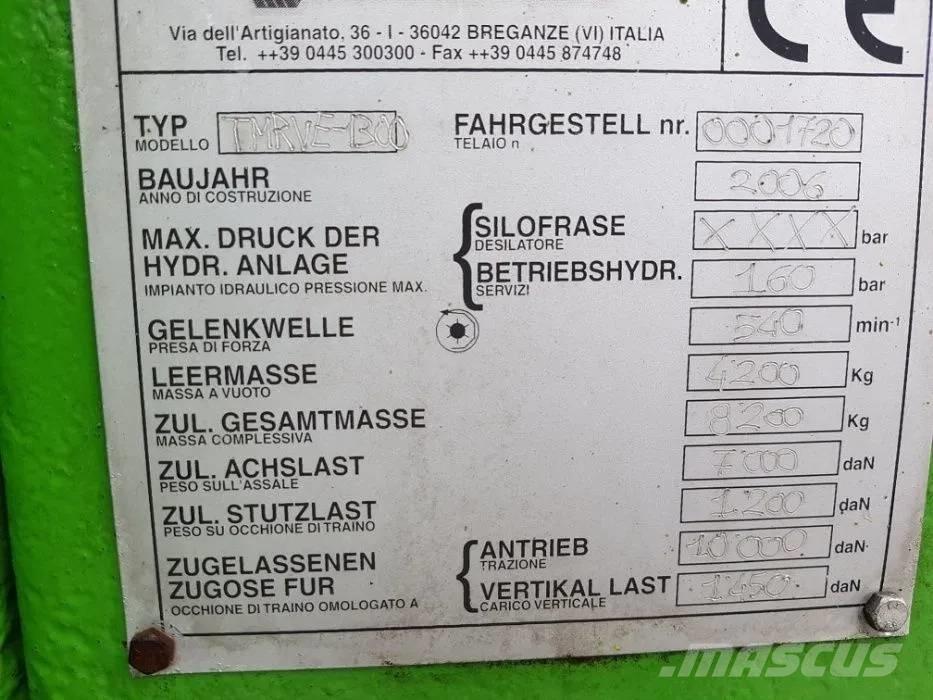 Via dell'Artigianato, 36 - I - 36042 BREGANZE (VI) ITALIA
Tel. ++39 0445 300300 - Fax ++39 0445 874748
CE
TYP TMRVE-1300 FAHRGESTELL nr. 0001720
MODELLO TELAIO n
BAUJAHR 2006
ANNO DI COSTRUZIONE
MAX. DRUCK DER HYDR. ANLAGE
IMPIANTO IDRAULICO PRESSIONE MAX.
SILOFRASE XXXX bar
DESILATORE
BETRIEBSHYDR. 160 bar
SERVIZI
GELENKWELLE 540 min-1
PRESA DI FORZA
LEERMASSE 4200 Kg
MASSA A VUOTO
ZUL. GESAMTMASSE 8200 Kg
MASSA COMPLESSIVA
ZUL. ACHSLAST 7000 daN
PESO SULL'ASSALE
ZUL. STUTZLAST 1200 daN
PESO SU OCCHIONE DI TRAINO
ZUGELASSENEN
ZUGOSE FUR
OCCHIONE DI TRAINO OMOLOGATO A
ANTRIEB 10000 daN
TRAZIONE
VERTIKAL LAST 1450 daN
CARICO VERTICALE
MASCUS